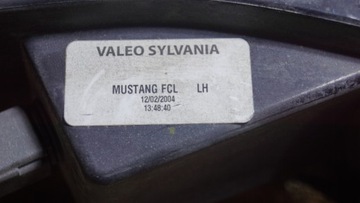 VALEO SYLVANIA
MUSTANG FCL LH
12/02/2004
13:48:40